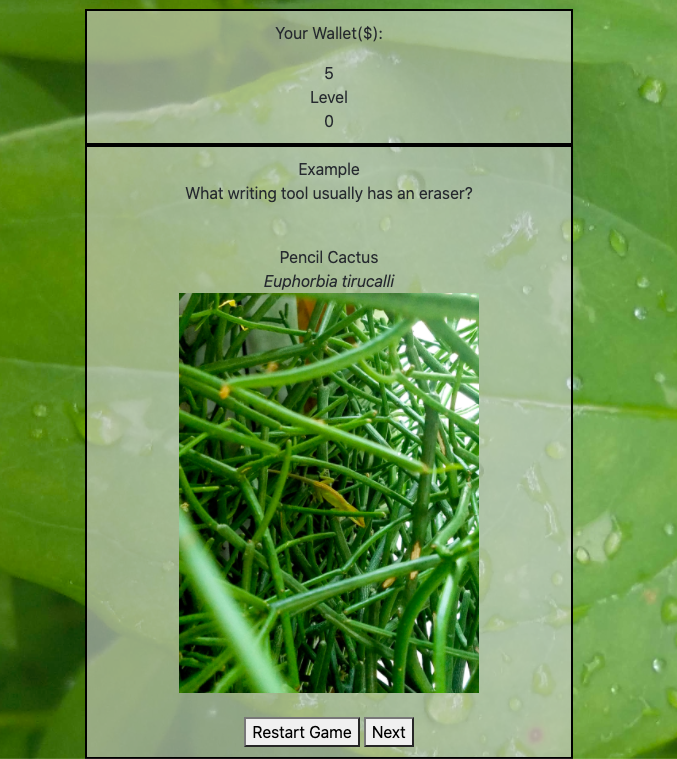 Your Wallet($):
5
Level
0
Example
What writing tool usually has an eraser?
Pencil Cactus
Euphorbia tirucalli
Restart Game Next